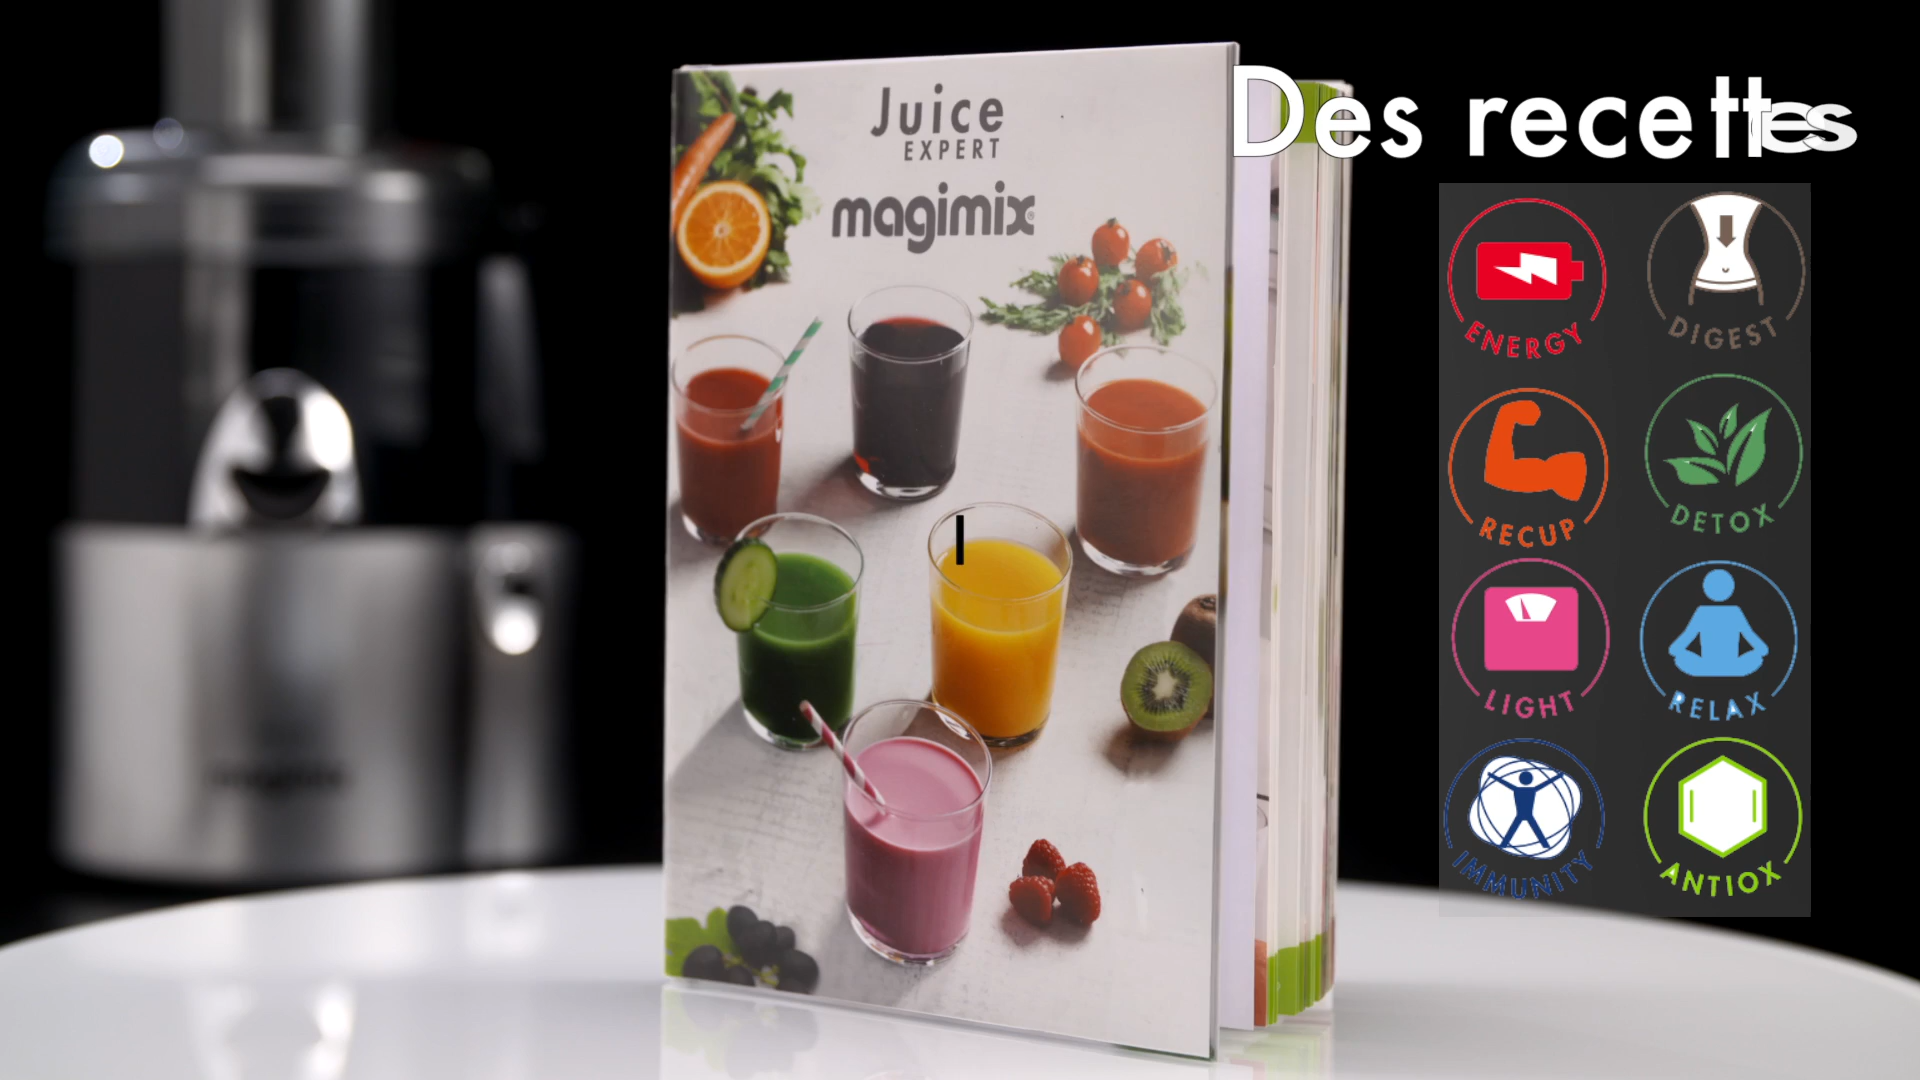 Juice
EXPERT
magimix
Des recettes
ENERGY
DIGEST
RECUP
DETOX
LIGHT
RELAX
IMMUNITY
ANTIOX